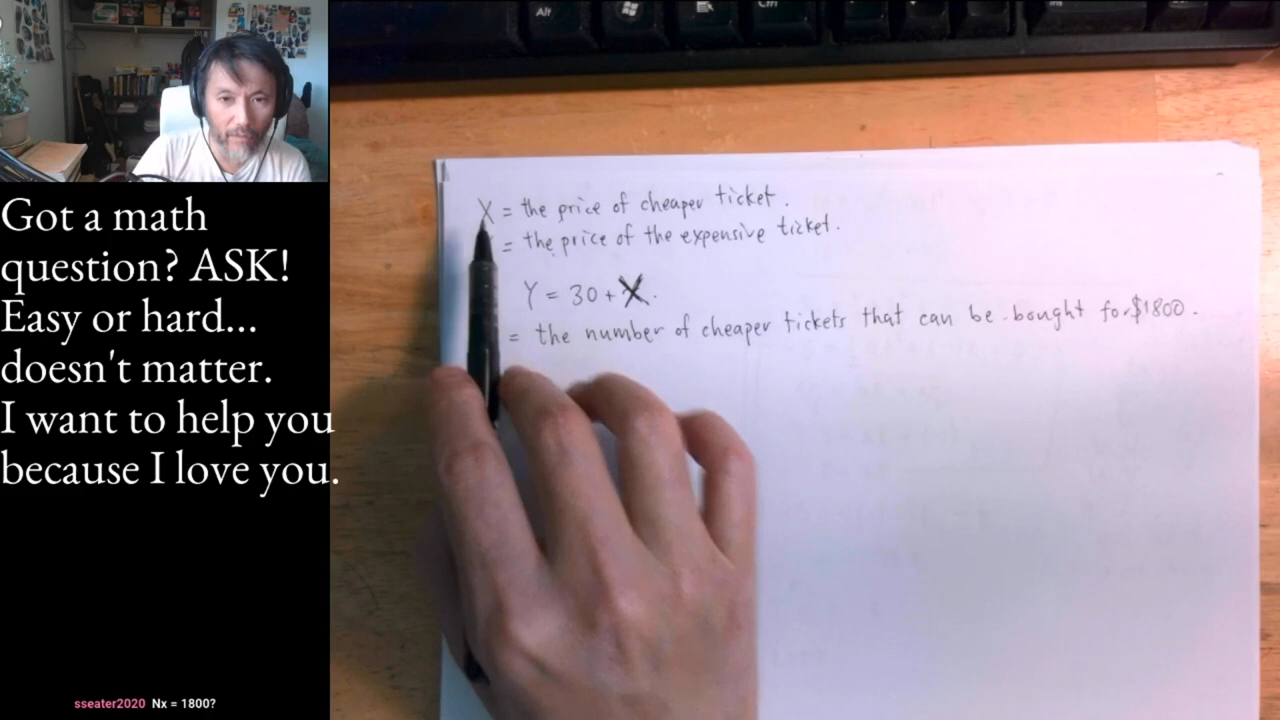 Alt
Ctrl
Got a math
question? ASK!
Easy or hard...
doesn't matter.
I want to help you
because I love you.
X = the price of cheaper ticket.
= the price of the expensive ticket.
Y = 30 + X.
= the number of cheaper tickets that can be bought for $1800.
sseater2020 Nx = 1800?